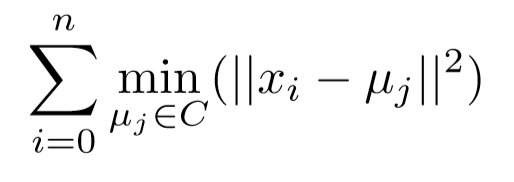 \sum_{i=0}^{n} \min_{\mu_j \in C} (||x_i - \mu_j||^2)